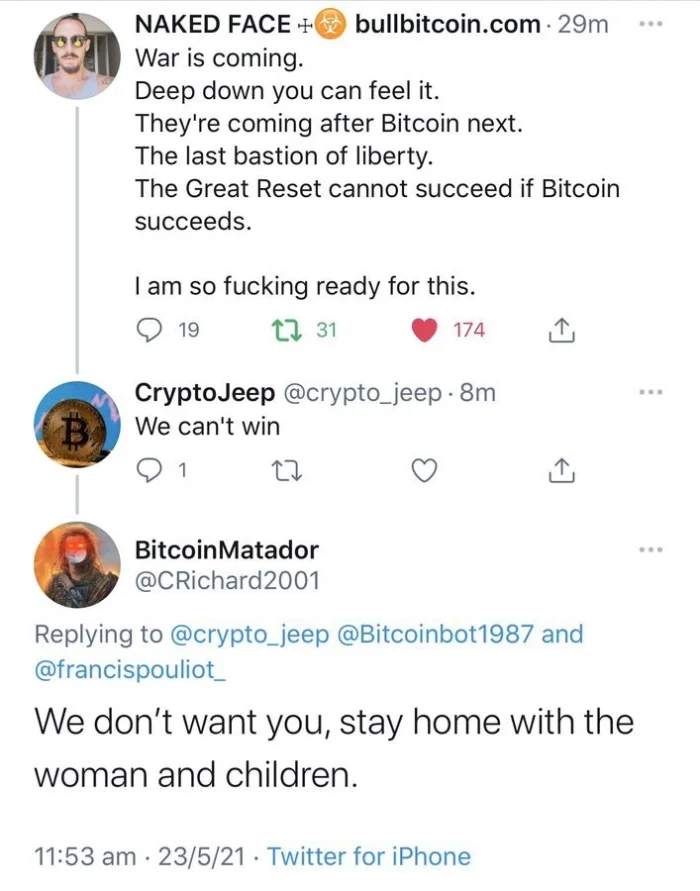 NAKED FACE ☩☣ bullbitcoin.com · 29m
War is coming.
Deep down you can feel it.
They're coming after Bitcoin next.
The last bastion of liberty.
The Great Reset cannot succeed if Bitcoin
succeeds.
I am so fucking ready for this.
19 31 174
CryptoJeep @crypto_jeep · 8m
We can't win
1
BitcoinMatador
@CRichard2001
Replying to @crypto_jeep @Bitcoinbot1987 and
@francispouliot_
We don’t want you, stay home with the
woman and children.
11:53 am · 23/5/21 · Twitter for iPhone